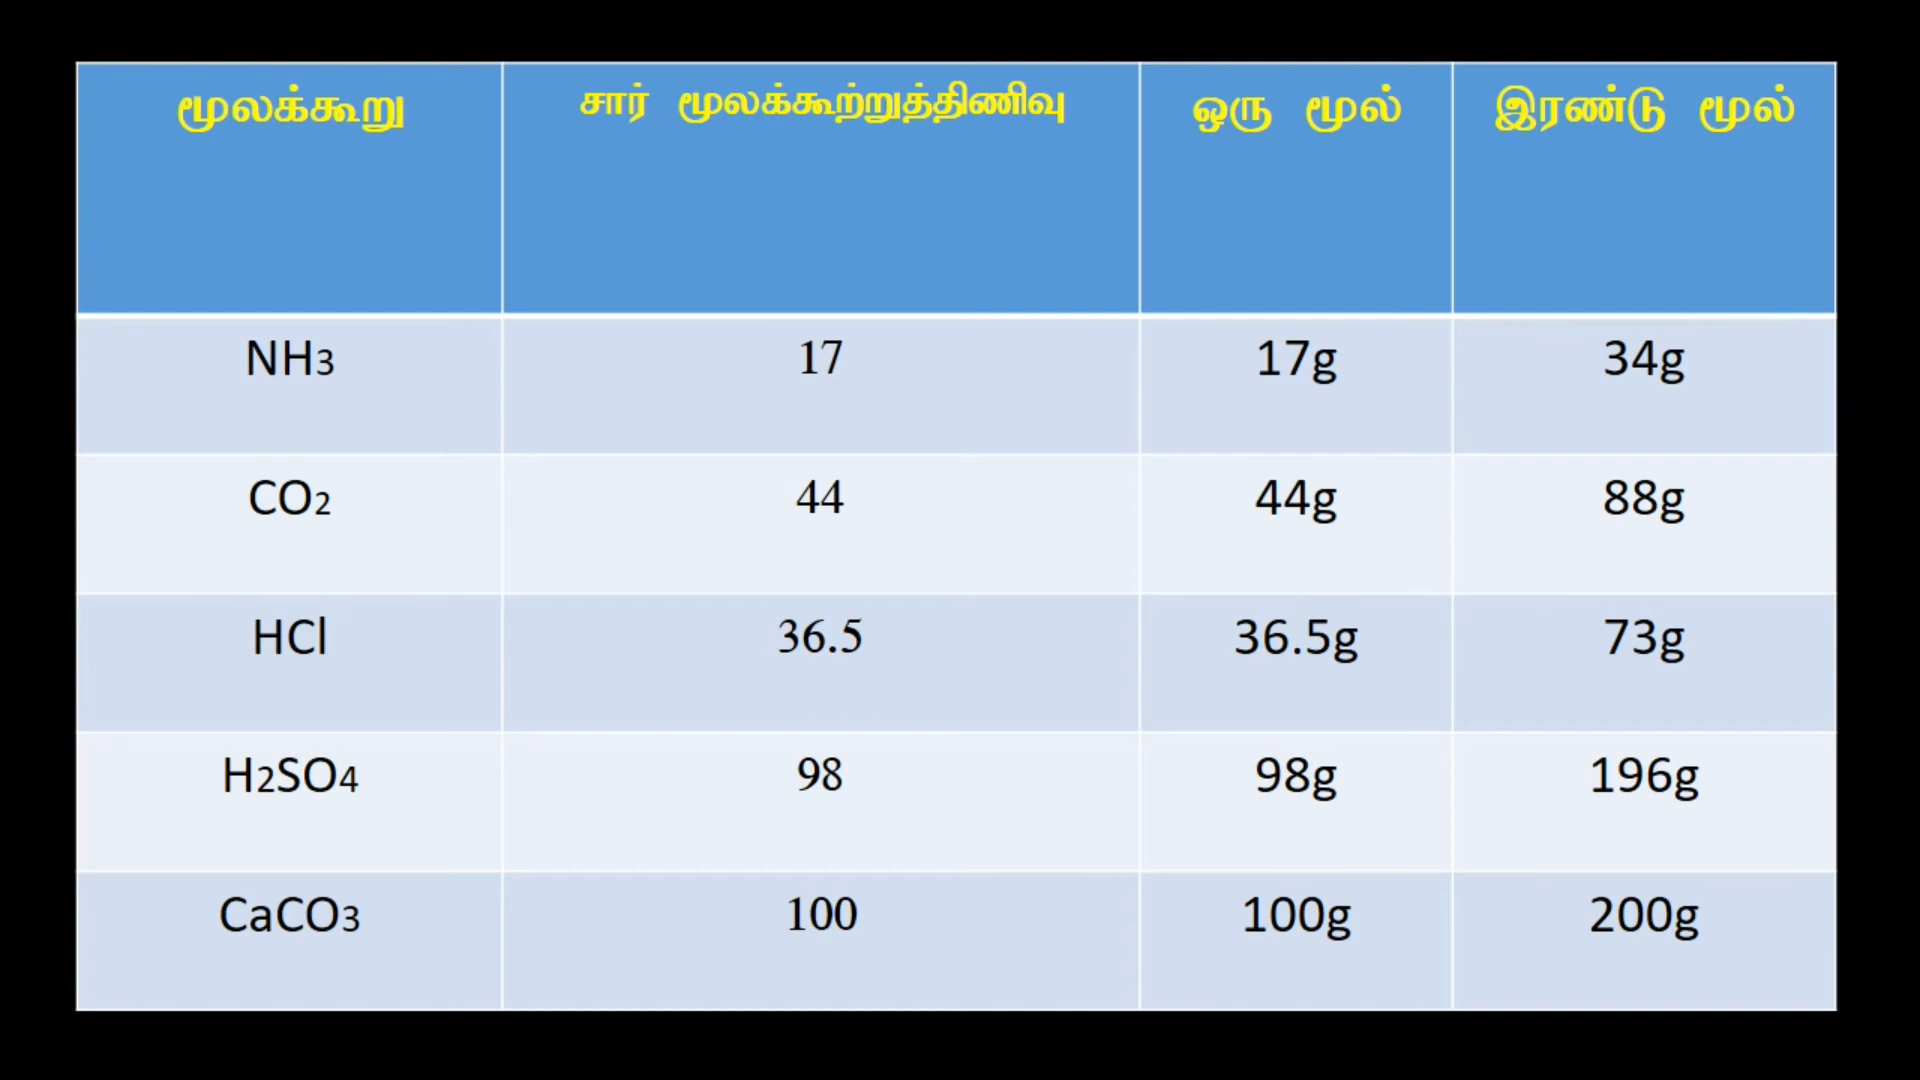 மூலக்கூறு சார் மூலக்கூற்றுத்திணிவு ஒரு மூல் இரண்டு மூல்
NH3 17 17g 34g
CO2 44 44g 88g
HCl 36.5 36.5g 73g
H2SO4 98 98g 196g
CaCO3 100 100g 200g